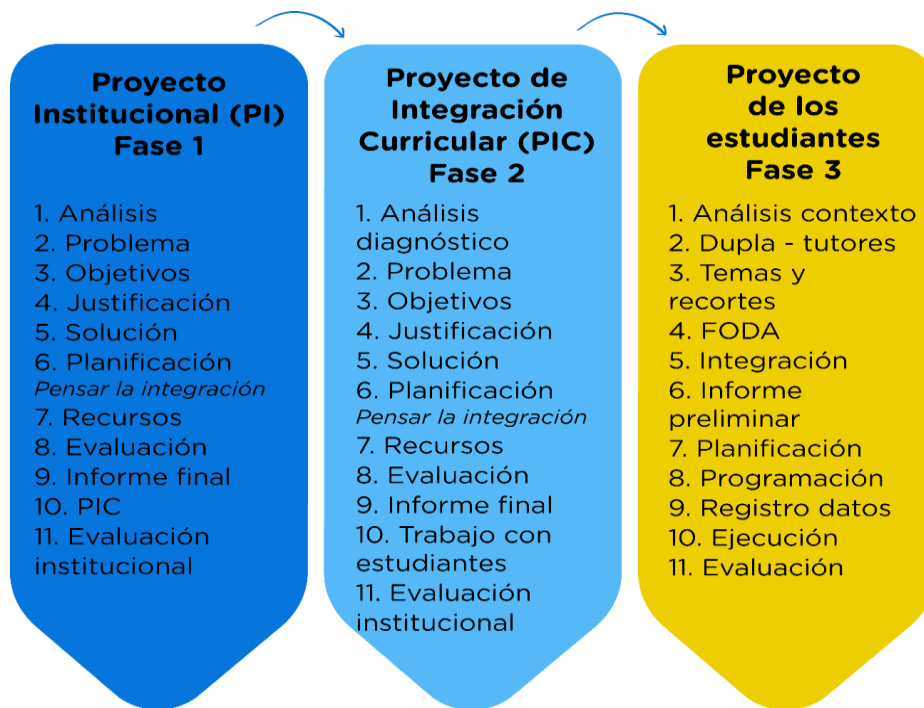 Proyecto
Institucional (PI)
Fase 1
1. Análisis
2. Problema
3. Objetivos
4. Justificación
5. Solución
6. Planificación
Pensar la integración
7. Recursos
8. Evaluación
9. Informe final
10. PIC
11. Evaluación
institucional
Proyecto de
Integración
Curricular (PIC)
Fase 2
1. Análisis
diagnóstico
2. Problema
3. Objetivos
4. Justificación
5. Solución
6. Planificación
Pensar la integración
7. Recursos
8. Evaluación
9. Informe final
10. Trabajo con
estudiantes
11. Evaluación
institucional
Proyecto
de los
estudiantes
Fase 3
1. Análisis contexto
2. Dupla - tutores
3. Temas y
recortes
4. FODA
5. Integración
6. Informe
preliminar
7. Planificación
8. Programación
9. Registro datos
10. Ejecución
11. Evaluación